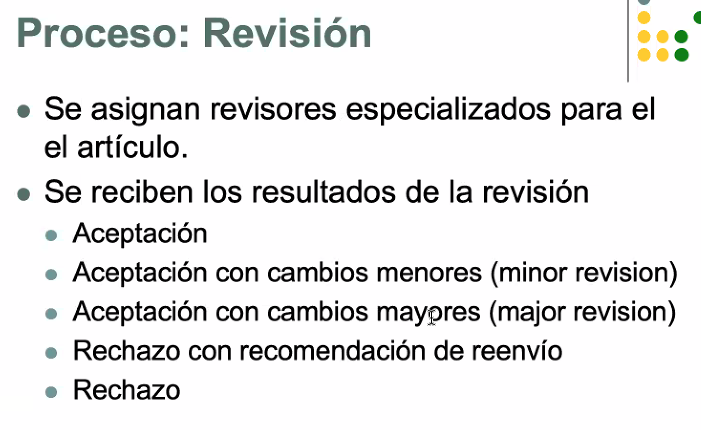 Proceso: Revisión
Se asignan revisores especializados para el
el artículo.
Se reciben los resultados de la revisión
Aceptación
Aceptación con cambios menores (minor revision)
Aceptación con cambios mayores (major revision)
Rechazo con recomendación de reenvío
Rechazo